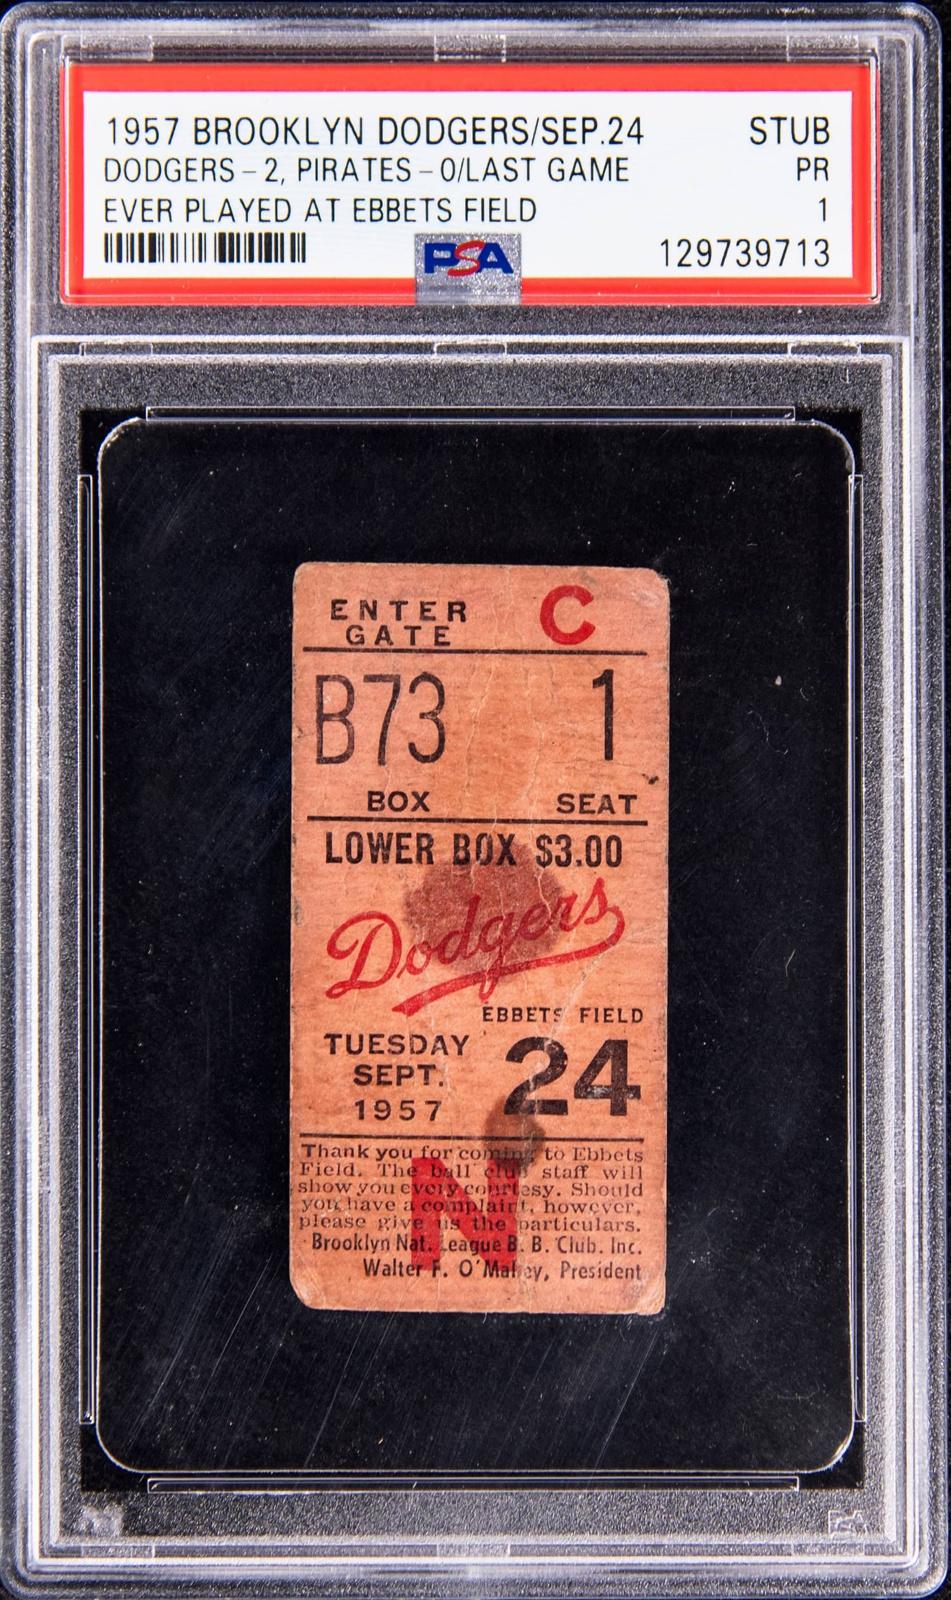 1957 BROOKLYN DODGERS/SEP.24 STUB
DODGERS-2, PIRATES-0/LAST GAME PR
EVER PLAYED AT EBBETS FIELD 1
PSA 129739713
ENTER GATE C
B73 1
BOX SEAT
LOWER BOX $3.00
Dodgers
EBBETS FIELD
TUESDAY
SEPT. 24
1957
Thank you for coming to Ebbets
Field. The ball club staff will
show you every courtesy. Should
you have a complaint, however,
please give us the particulars.
N
Brooklyn Nat. League B. B. Club. Inc.
Walter F. O'Malley, President